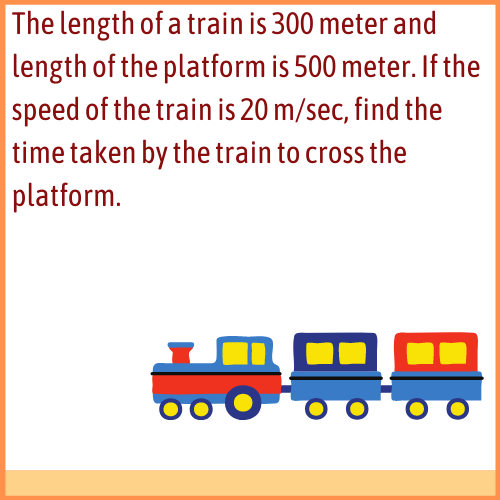 The length of a train is 300 meter and
length of the platform is 500 meter. If the
speed of the train is 20 m/sec, find the
time taken by the train to cross the
platform.